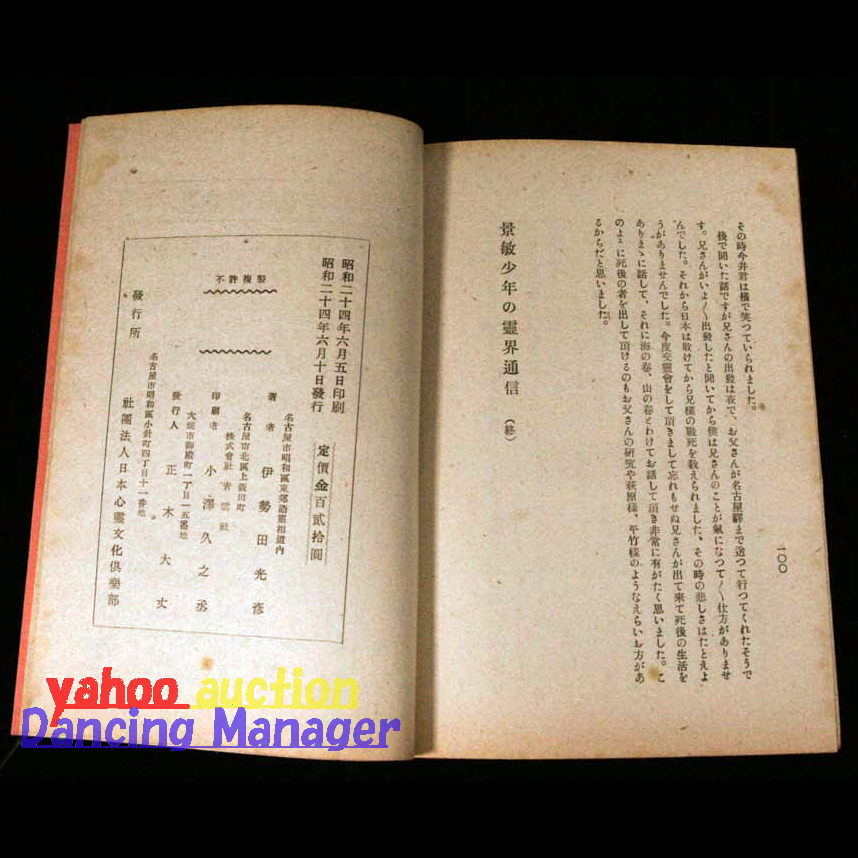 その時今井君は横で笑つていられました。
後で聞いた話ですが兄さんの出發は夜で、お父さんが名古屋驛まで送つて行つてくれたそうで
す。兄さんがいよ／＼出發したと聞いてから僕は兄さんのことが氣になつて／＼仕方がありませ
んでした。それから日本は敗けてから兄様の戰死を敎えられました、その時の悲しさはたとえよ
うがありませんでした。今度交靈會をして頂きまして忘れもせぬ兄さんが出て來て死後の生活を
ありまゝに話して、それに海の卷、山の卷とわけてお話して頂き非常に有がたく思いました。こ
のように死後の者を出して頂けるのもお父さんの研究や萩原様、平竹様のようなえらいお方があ
るからだと思いました。
景敏少年の靈界通信（終）
一〇〇
昭和二十四年六月五日印刷
昭和二十四年六月十日發行
定價金百貳拾圓
不許複製
名古屋市昭和區東郊通
著者 伊勢田光彦
名古屋市北區上飯田町
株式會社 靑雲社
印刷者 小澤久之丞
大垣市御殿町一丁目一五番地
發行人 正木大丈
名古屋市昭和區小針町四丁目十一番地
發行所 社團法人日本心靈文化倶樂部
yahoo auction
Dancing Manager